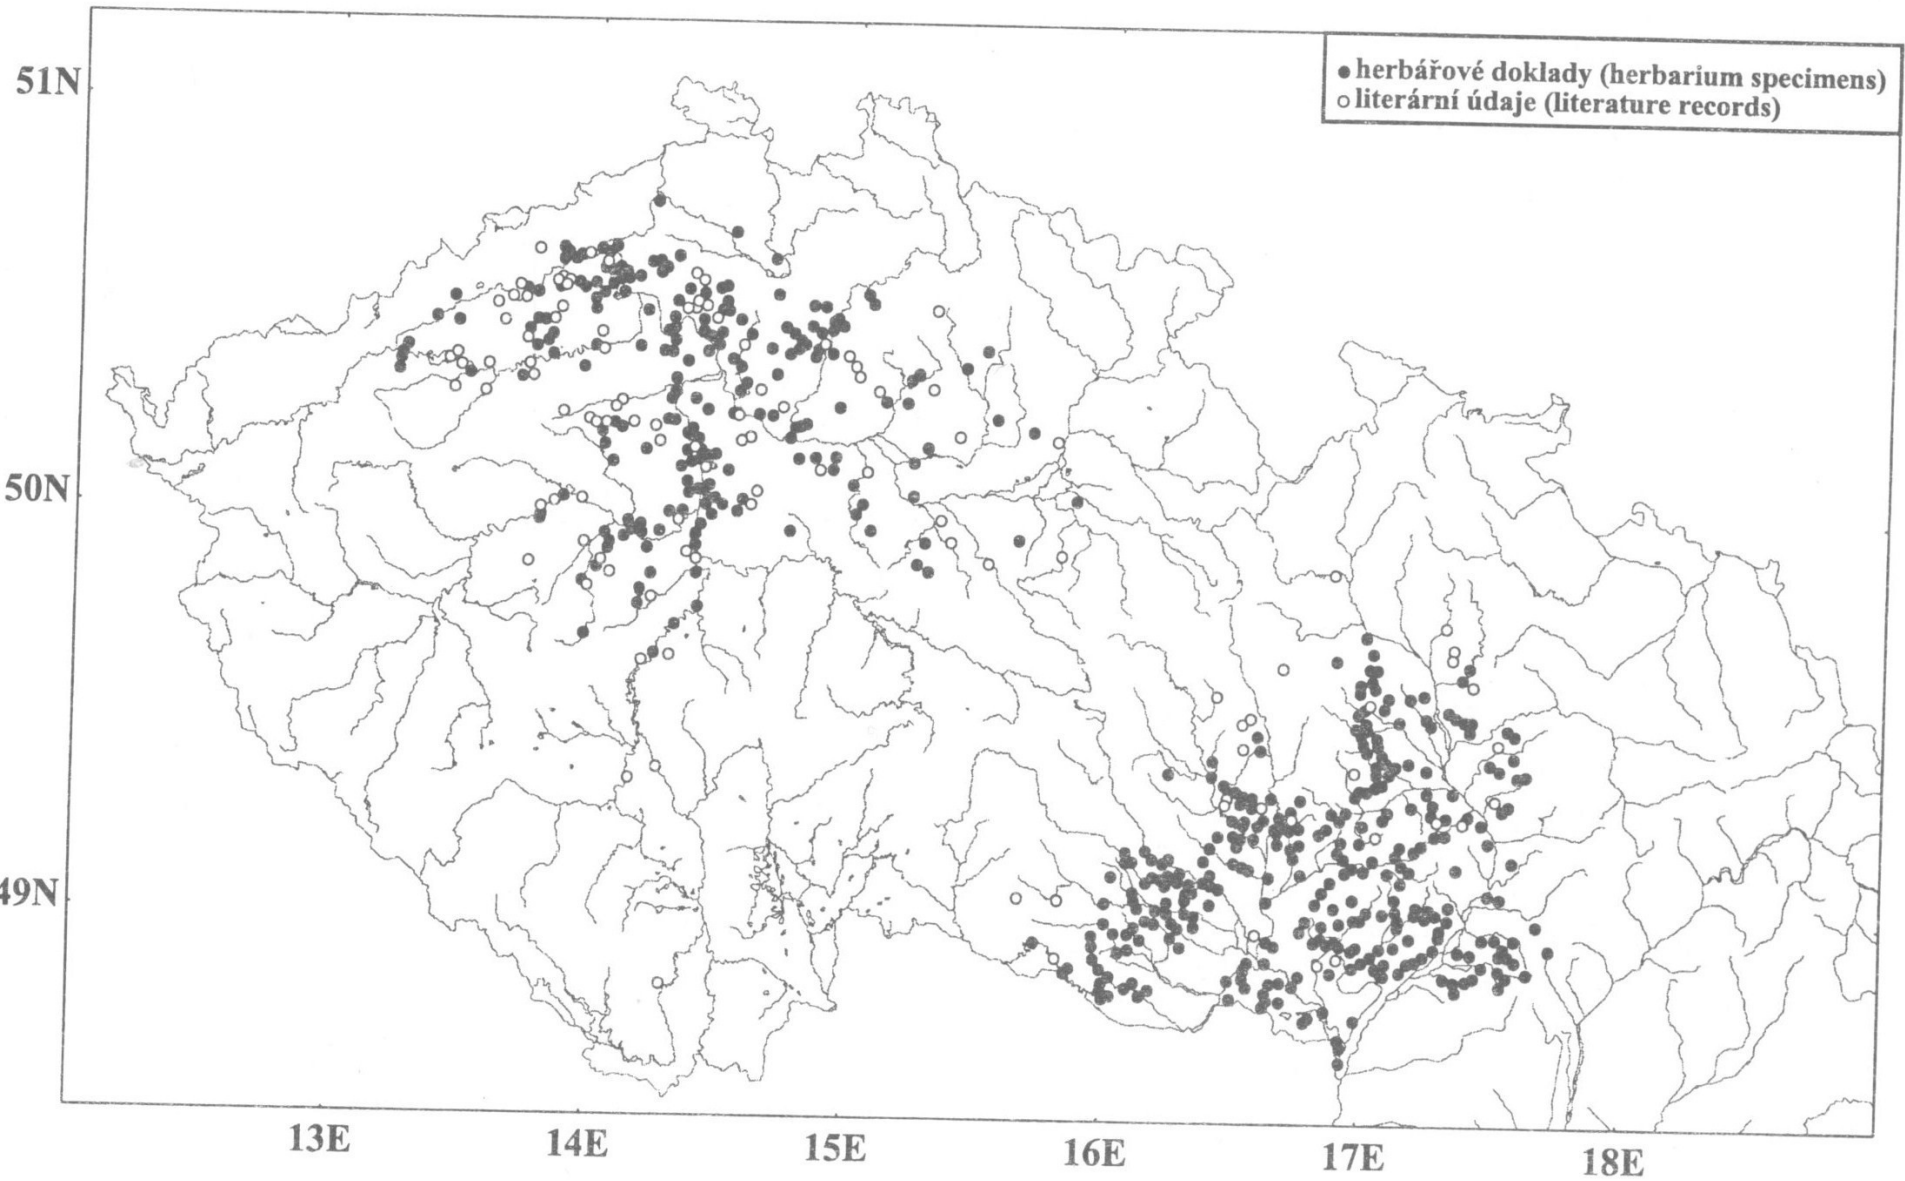 ● herbářové doklady (herbarium specimens)
○ literární údaje (literature records)
51N
50N
49N
13E 14E 15E 16E 17E 18E